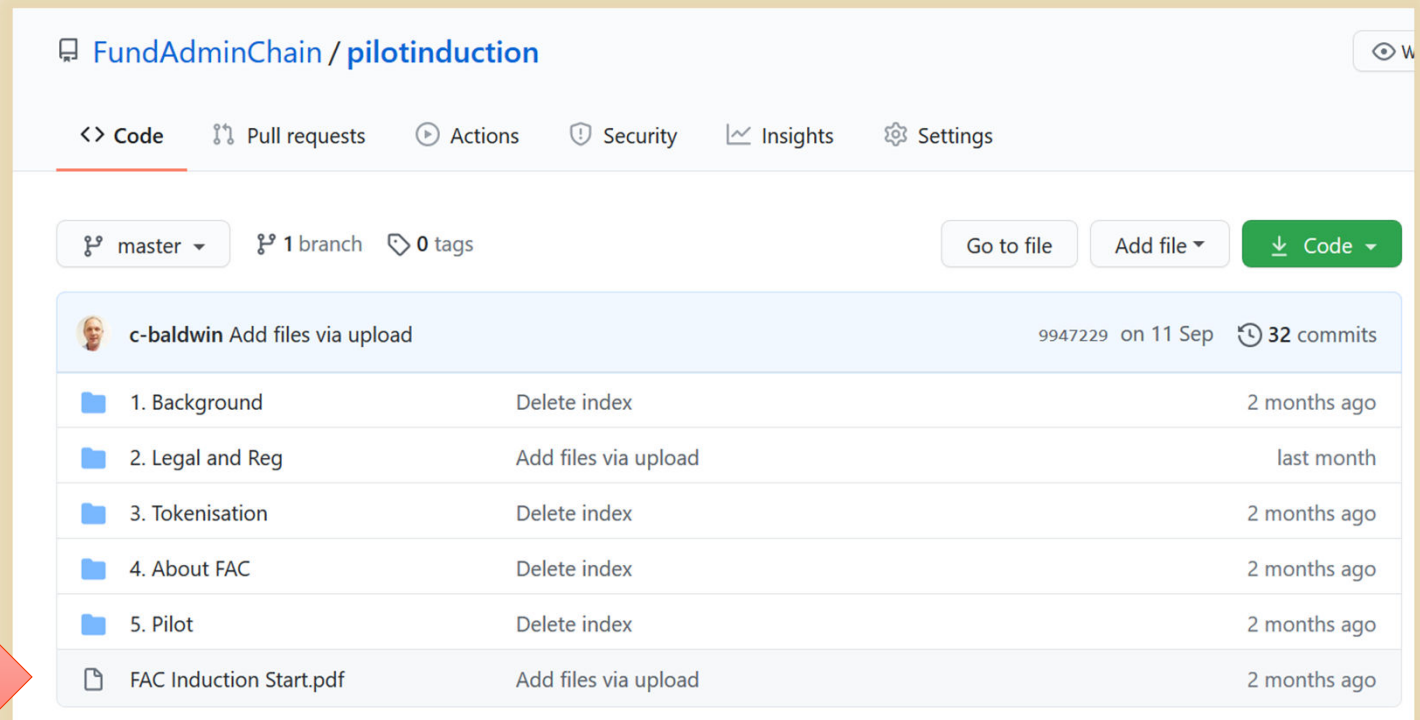 FundAdminChain / pilotinduction
Code Pull requests Actions Security Insights Settings
master 1 branch 0 tags Go to file Add file Code
c-baldwin Add files via upload 9947229 on 11 Sep 32 commits
1. Background Delete index 2 months ago
2. Legal and Reg Add files via upload last month
3. Tokenisation Delete index 2 months ago
4. About FAC Delete index 2 months ago
5. Pilot Delete index 2 months ago
FAC Induction Start.pdf Add files via upload 2 months ago